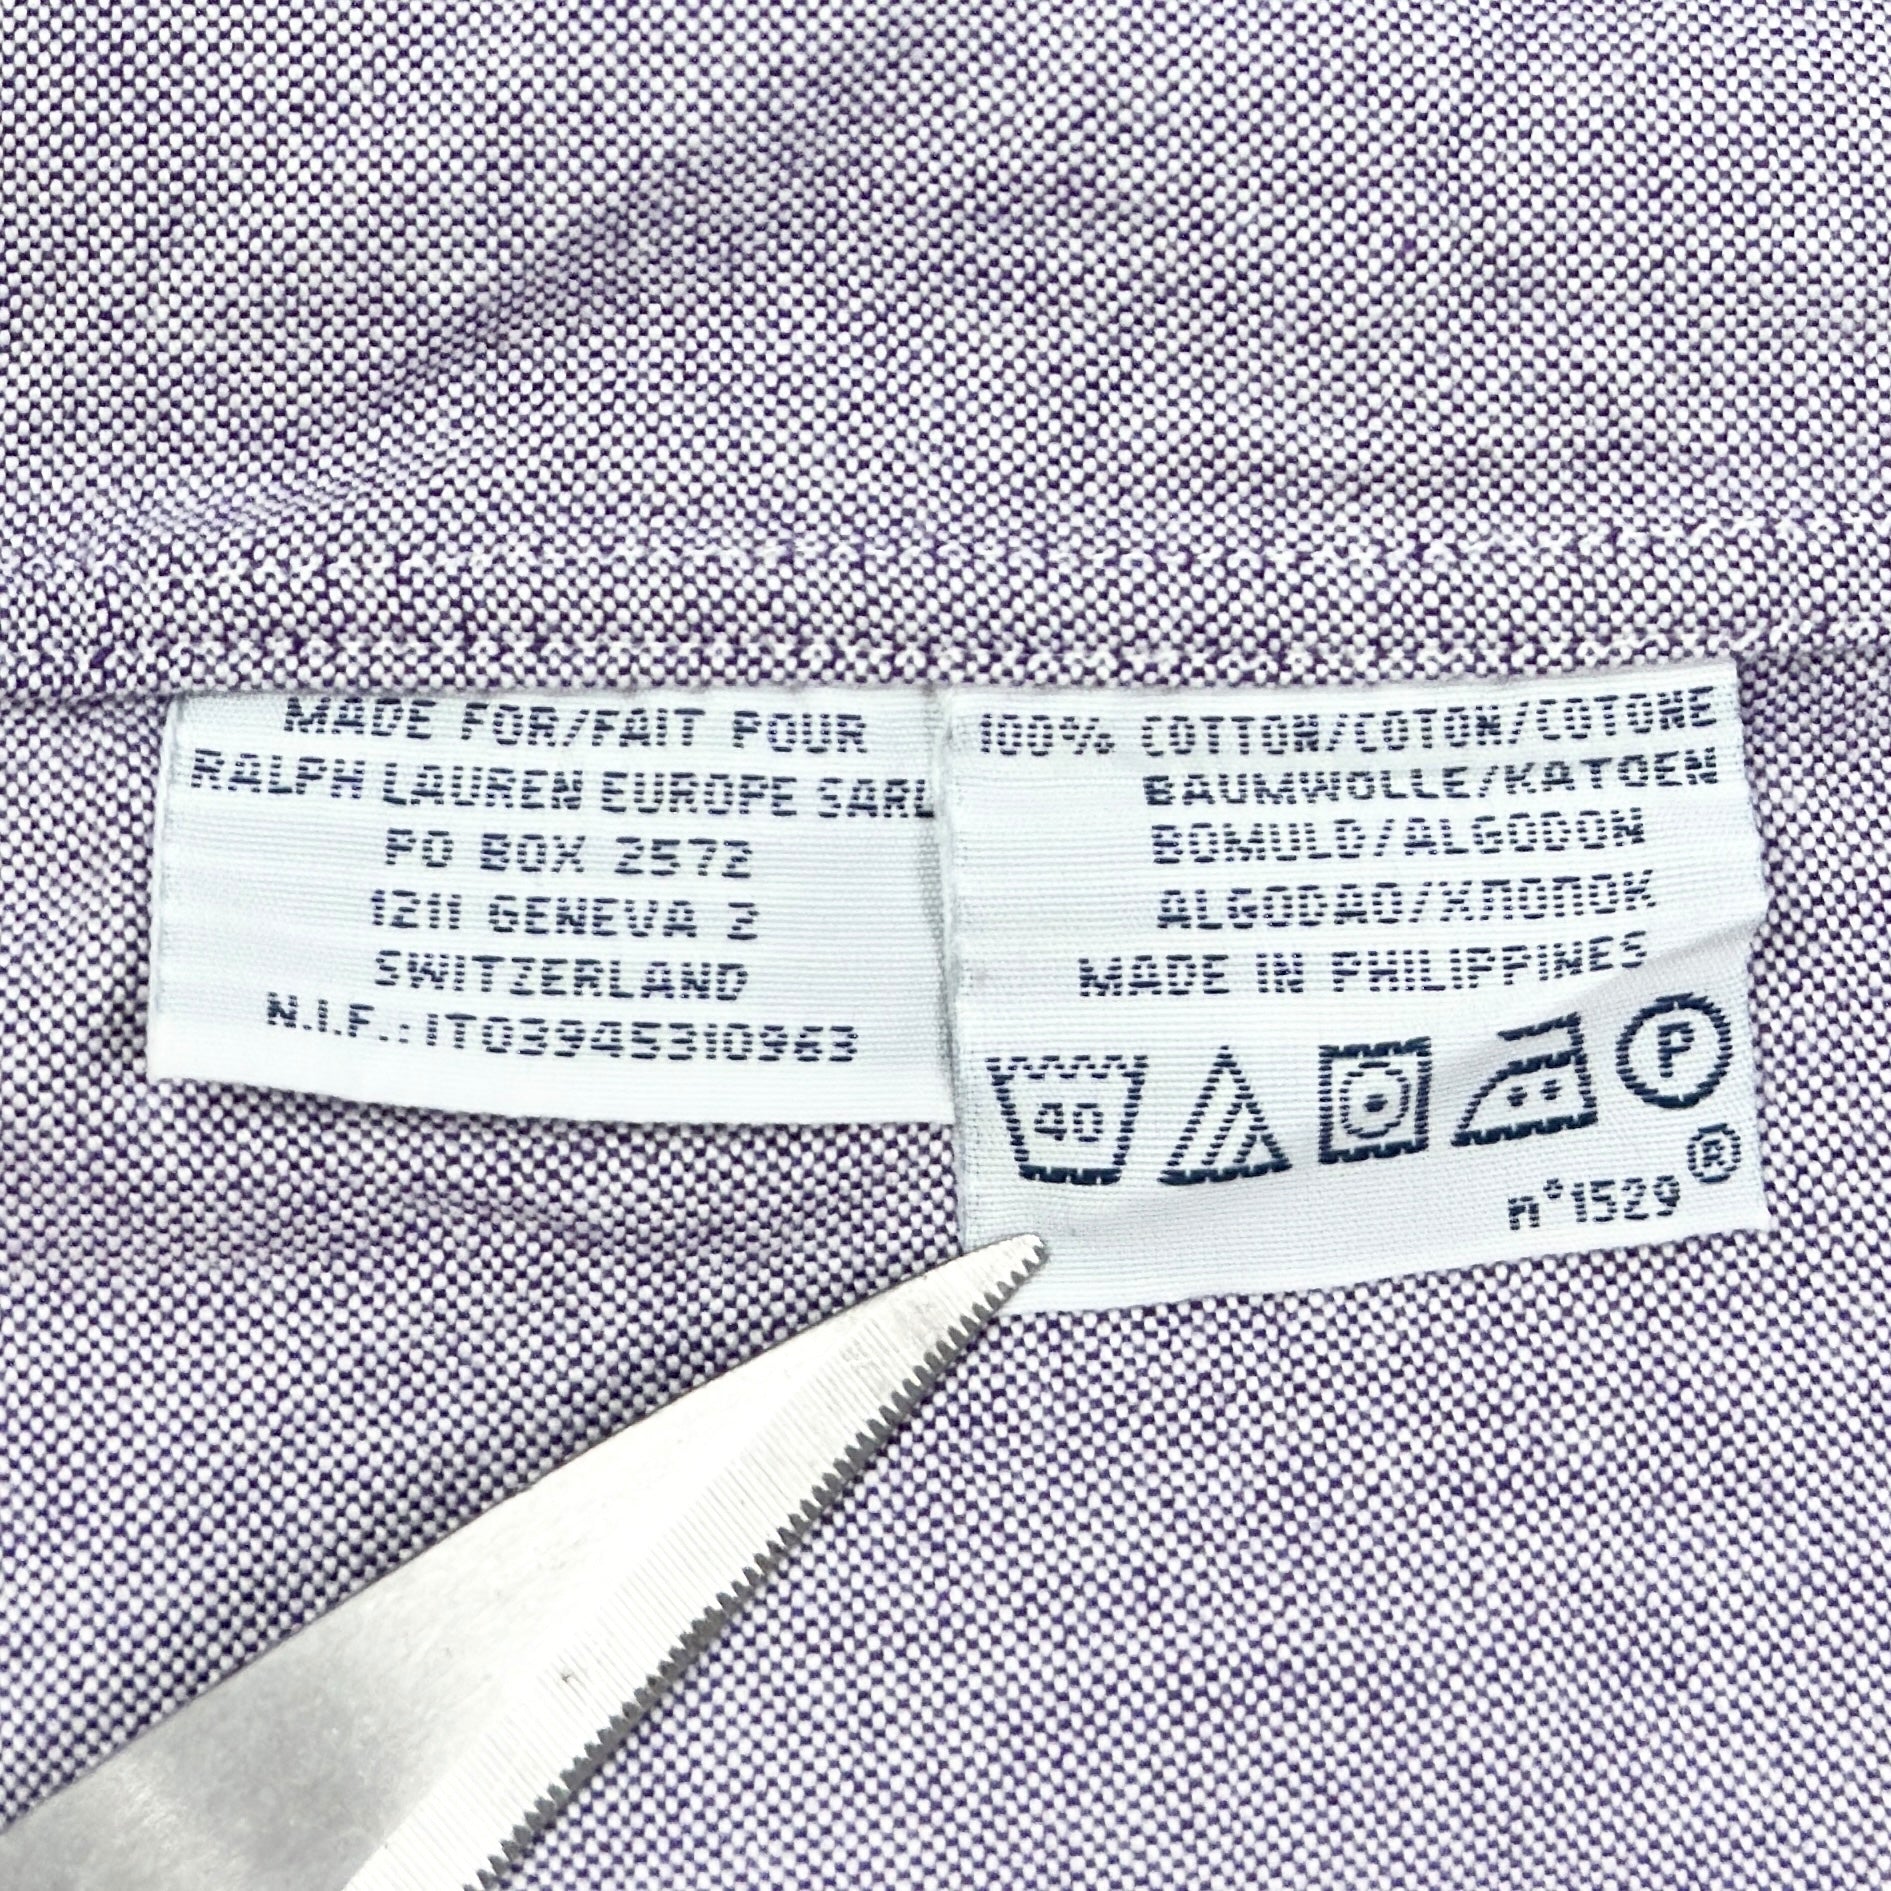 MADE FOR/FAIT POUR
RALPH LAUREN EUROPE SARL
PO BOX 2572
1211 GENEVA 2
SWITZERLAND
N.I.F.: IT03945310963
100% COTTON/COTON/COTONE
BAUMWOLLE/KATOEN
BOMULD/ALGODON
ALGODAO/ХЛОПОК
MADE IN PHILIPPINES
40
P
n°1529 ®